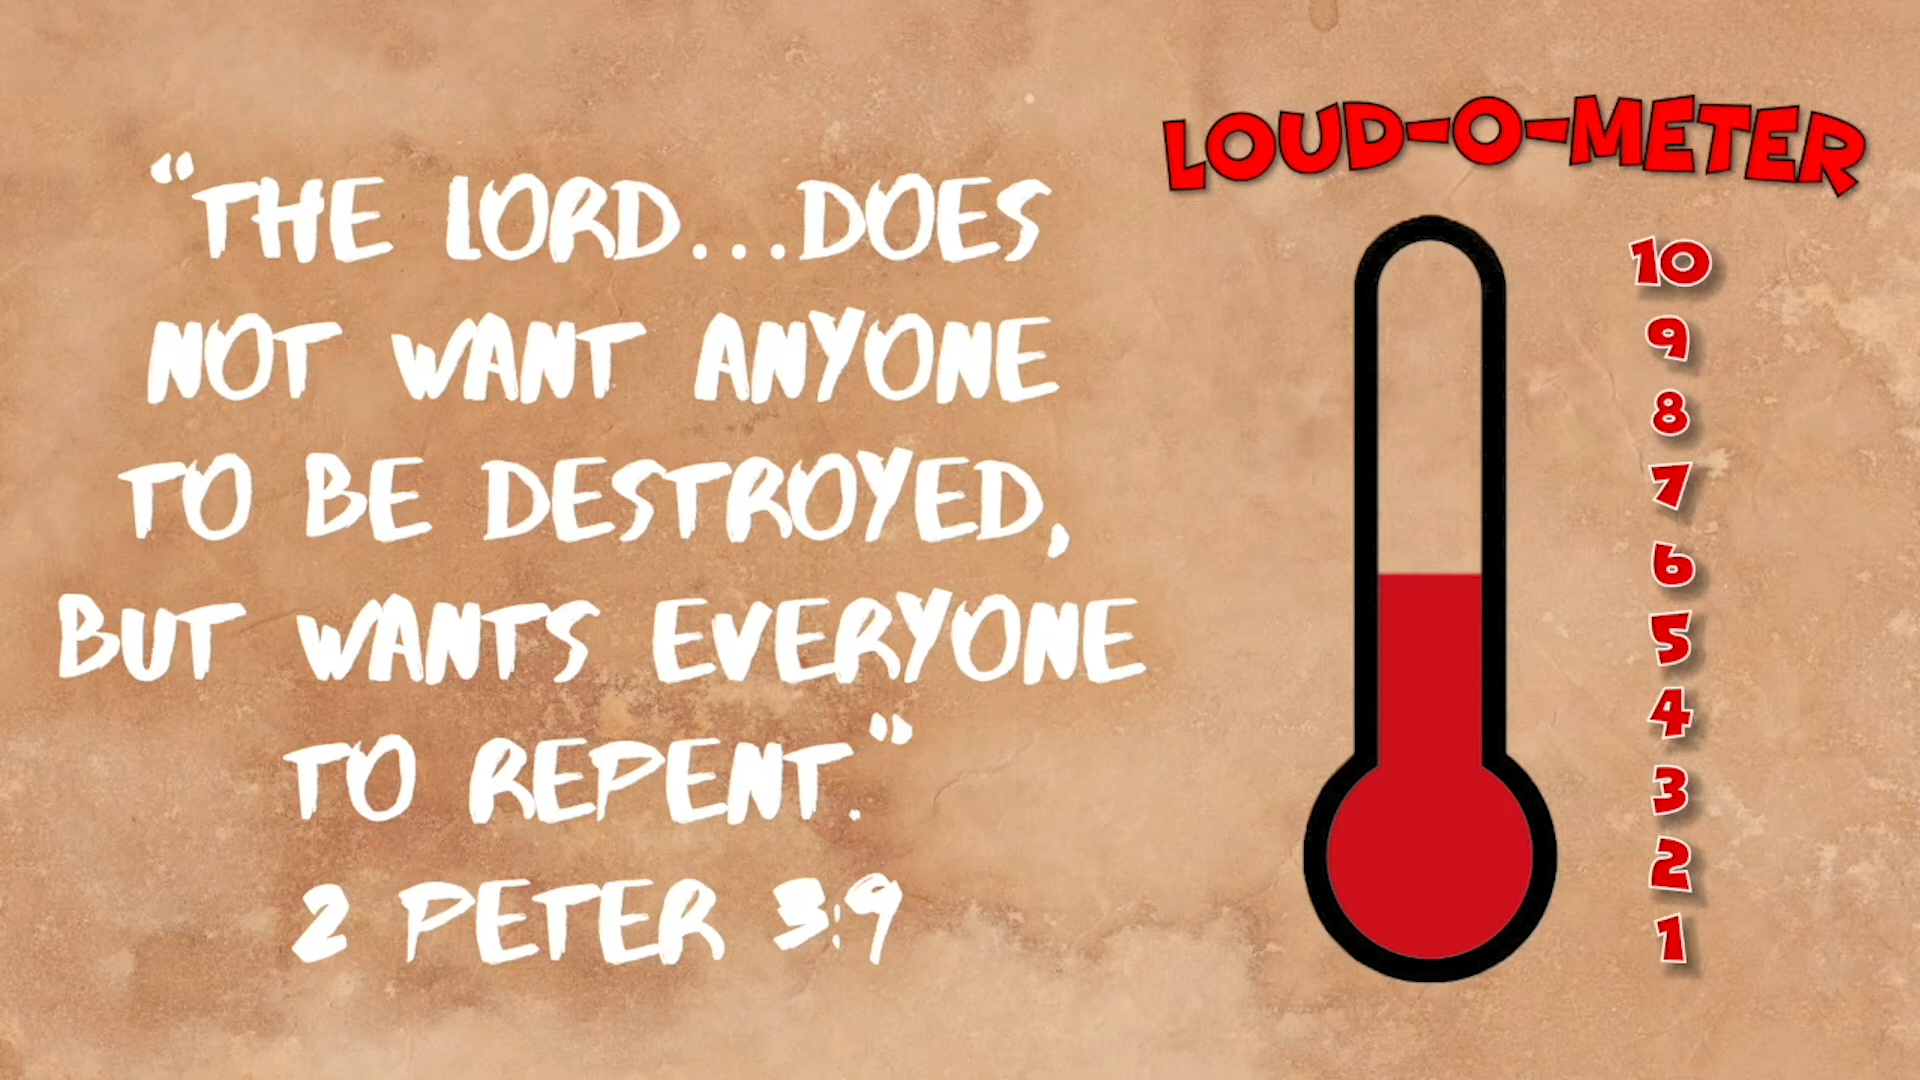 “THE LORD...DOES
NOT WANT ANYONE
TO BE DESTROYED,
BUT WANTS EVERYONE
TO REPENT.”
2 PETER 3:9
LOUD-O-METER
10
9
8
7
6
5
4
3
2
1